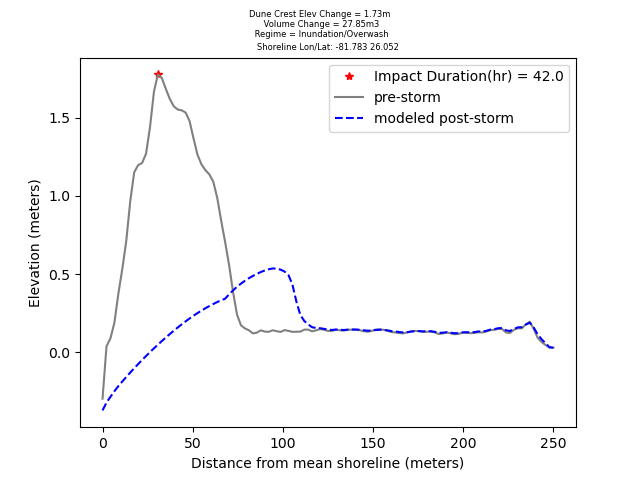 Dune Crest Elev Change = 1.73m
Volume Change = 27.85m3
Regime = Inundation/Overwash
Shoreline Lon/Lat: -81.783 26.052
Impact Duration(hr) = 42.0
pre-storm
modeled post-storm
Elevation (meters)
1.5
1.0
0.5
0.0
0 50 100 150 200 250
Distance from mean shoreline (meters)